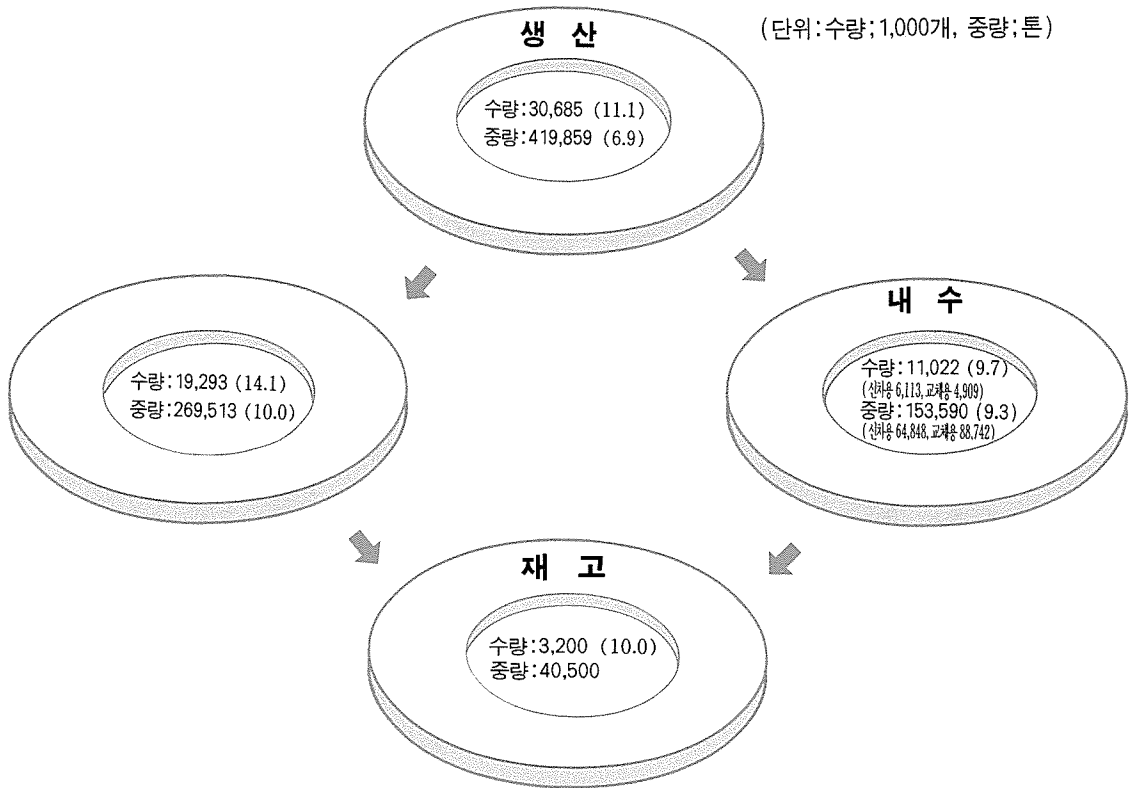 (단위:수량;1,000개, 중량;톤)
생 산
수량:30,685 (11.1)
중량:419,859 (6.9)
수량:19,293 (14.1)
중량:269,513 (10.0)
내 수
수량:11,022 (9.7)
(신차용 6,113, 교체용 4,909)
중량:153,590 (9.3)
(신차용 64,848, 교체용 88,742)
재 고
수량:3,200 (10.0)
중량:40,500